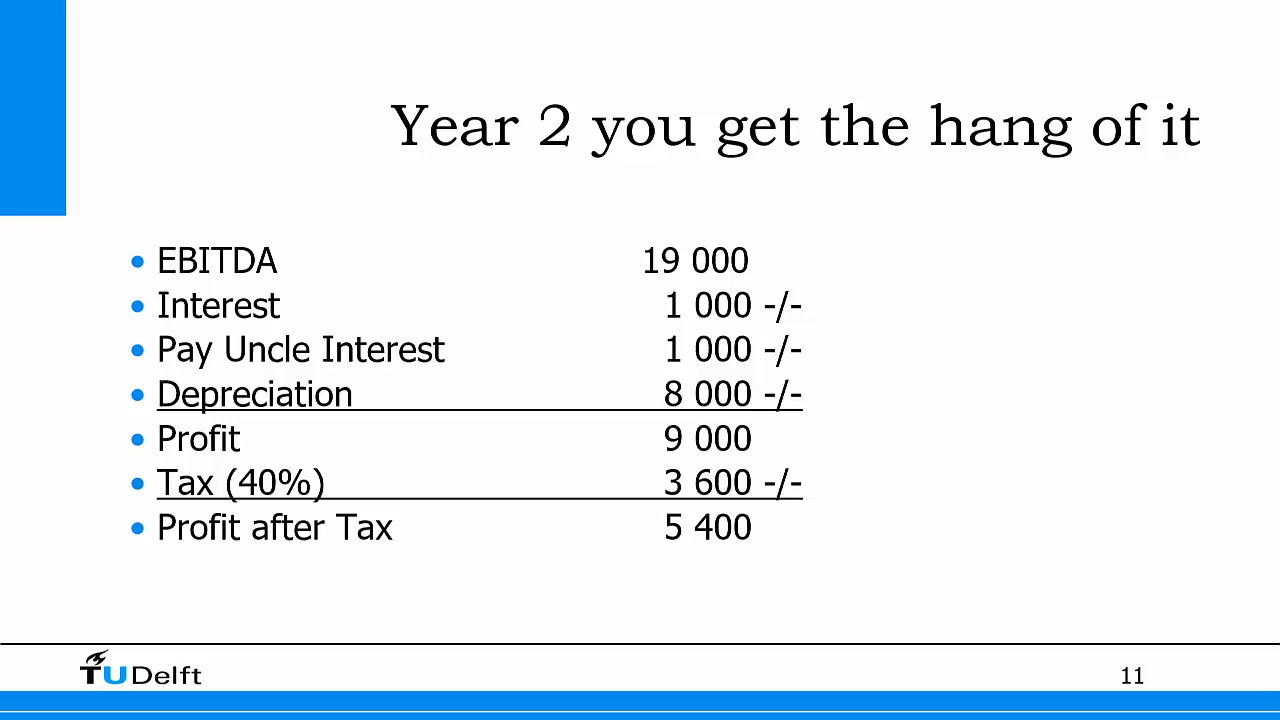 Year 2 you get the hang of it
• EBITDA 19 000
• Interest 1 000 -/-
• Pay Uncle Interest 1 000 -/-
• Depreciation 8 000 -/-
• Profit 9 000
• Tax (40%) 3 600 -/-
• Profit after Tax 5 400
TU Delft 11